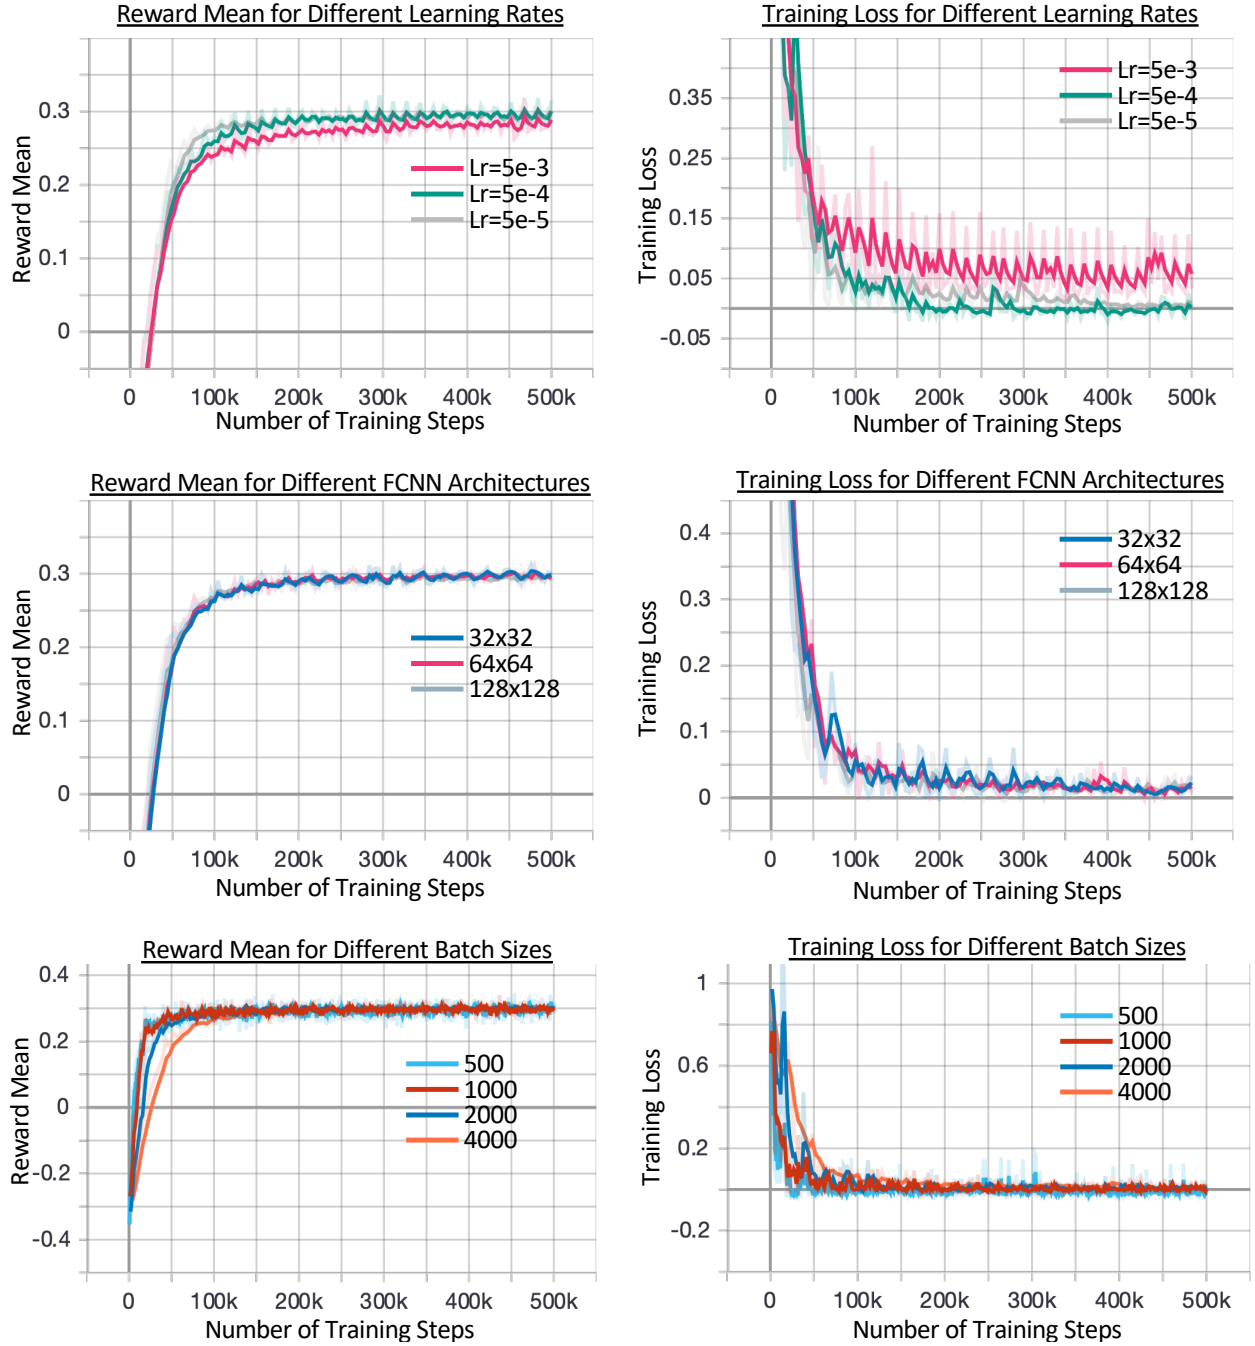 Reward Mean for Different Learning Rates
0.3
0.2
0.1
0
Reward Mean
Lr=5e-3
Lr=5e-4
Lr=5e-5
0 100k 200k 300k 400k 500k
Number of Training Steps
Training Loss for Different Learning Rates
0.35
0.25
0.15
0.05
-0.05
Training Loss
Lr=5e-3
Lr=5e-4
Lr=5e-5
0 100k 200k 300k 400k 500k
Number of Training Steps
Reward Mean for Different FCNN Architectures
0.3
0.2
0.1
0
Reward Mean
32x32
64x64
128x128
0 100k 200k 300k 400k 500k
Number of Training Steps
Training Loss for Different FCNN Architectures
0.4
0.3
0.2
0.1
0
Training Loss
32x32
64x64
128x128
0 100k 200k 300k 400k 500k
Number of Training Steps
Reward Mean for Different Batch Sizes
0.4
0.2
0
-0.2
-0.4
Reward Mean
500
1000
2000
4000
0 100k 200k 300k 400k 500k
Number of Training Steps
Training Loss for Different Batch Sizes
1
0.6
0.2
-0.2
Training Loss
500
1000
2000
4000
0 100k 200k 300k 400k 500k
Number of Training Steps